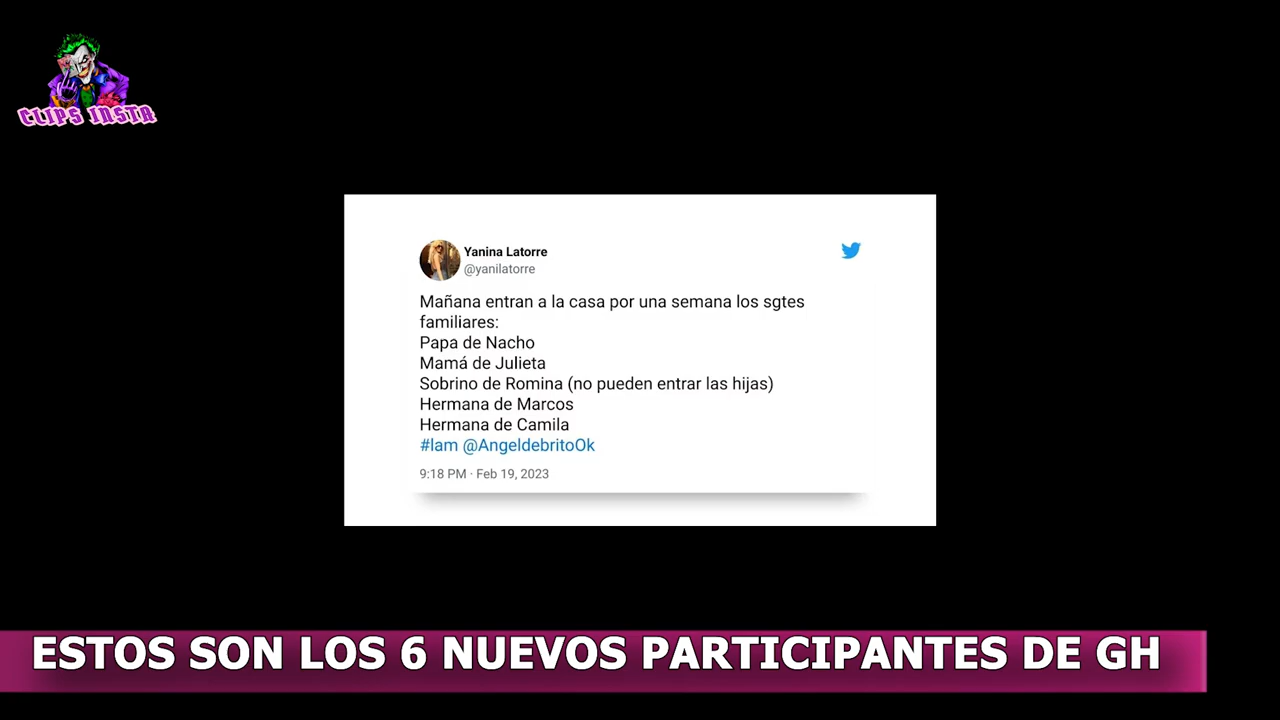 CLIPS INSTA
Yanina Latorre
@yanilatorre
Mañana entran a la casa por una semana los sgtes
familiares:
Papa de Nacho
Mamá de Julieta
Sobrino de Romina (no pueden entrar las hijas)
Hermana de Marcos
Hermana de Camila
#lam @AngeldebritoOk
9:18 PM · Feb 19, 2023
ESTOS SON LOS 6 NUEVOS PARTICIPANTES DE GH